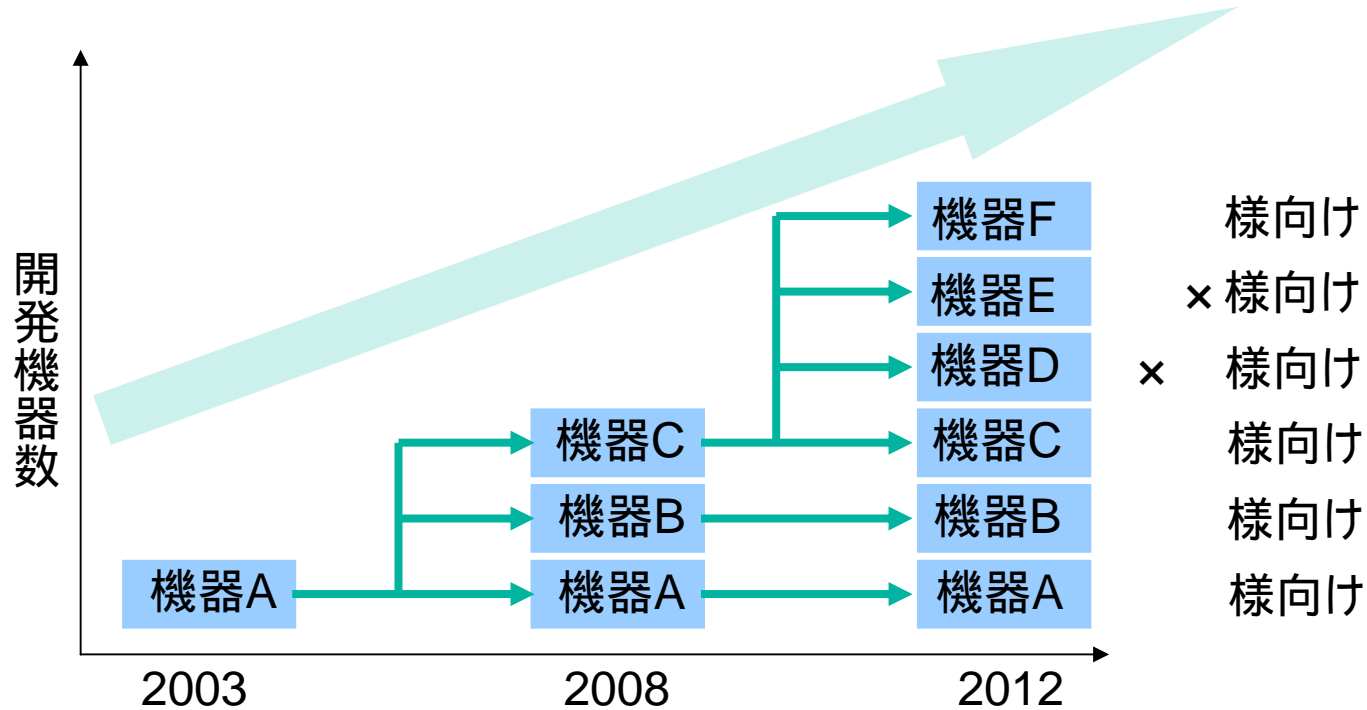 開発機器数
機器F 様向け
機器E ×様向け
機器D × 様向け
機器C 機器C 様向け
機器B 機器B 様向け
機器A 機器A 機器A 様向け
2003 2008 2012